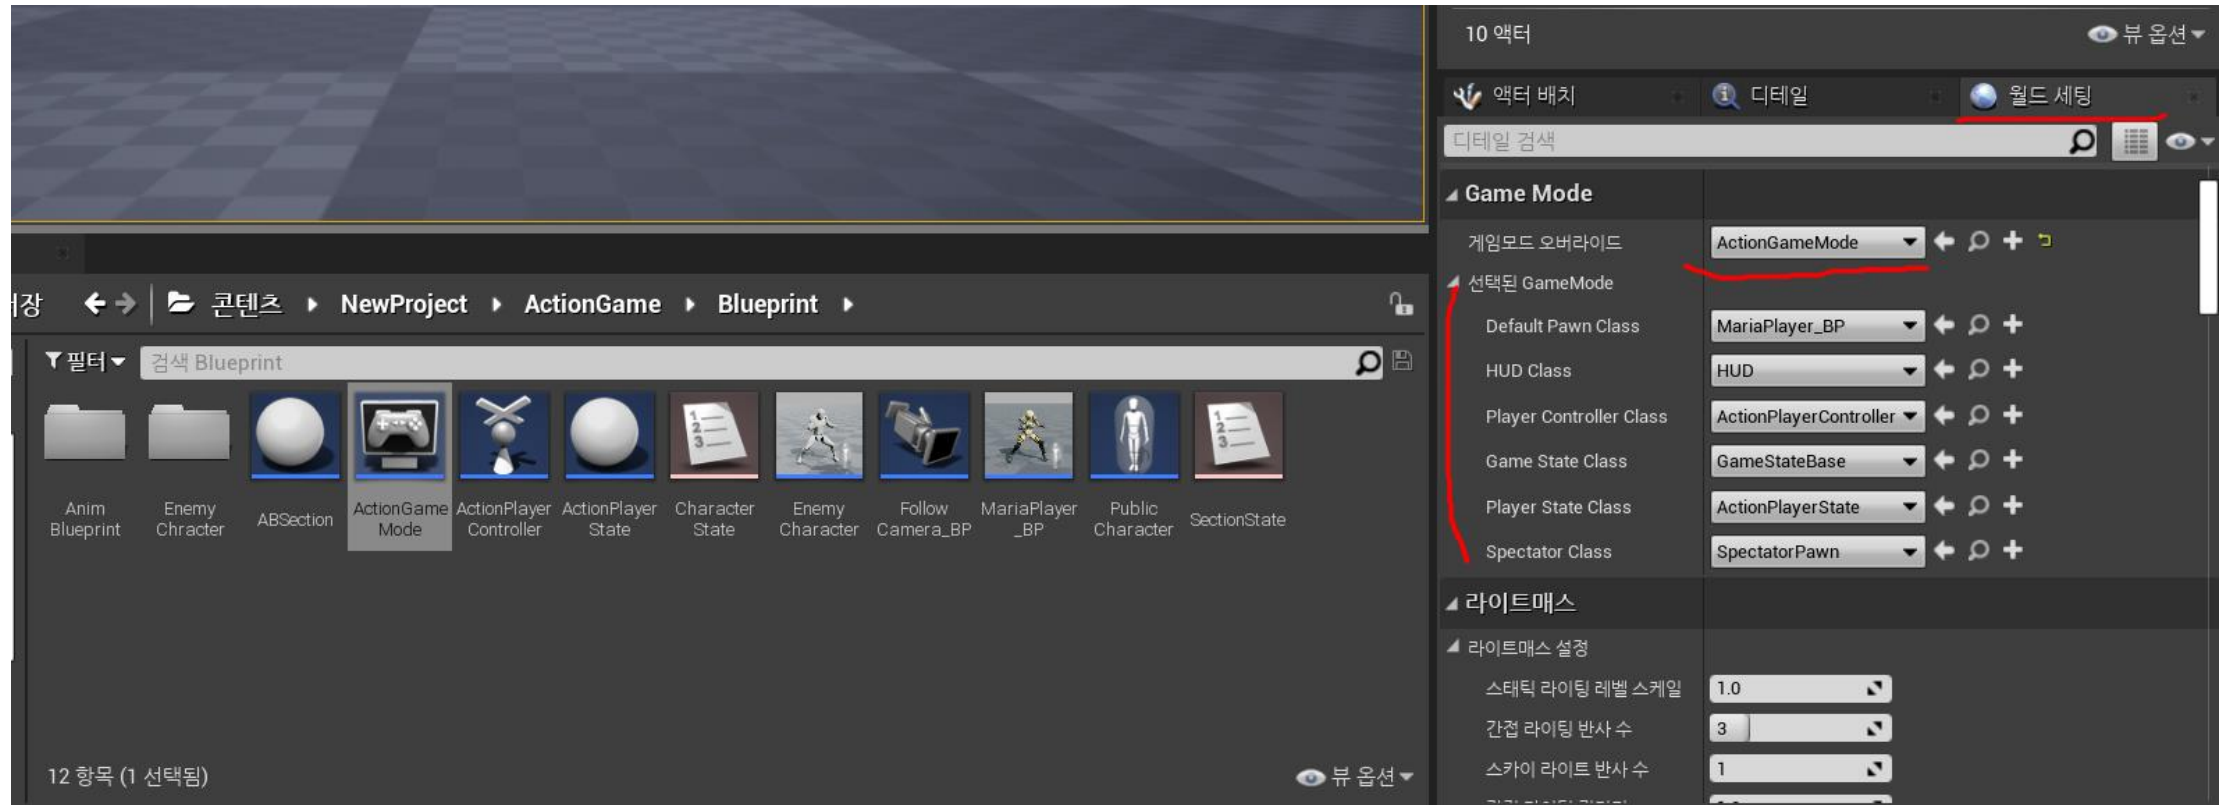 10 액터
뷰 옵션
액터 배치
디테일
월드 세팅
디테일 검색
Game Mode
게임모드 오버라이드
ActionGameMode
선택된 GameMode
Default Pawn Class
MariaPlayer_BP
HUD Class
HUD
Player Controller Class
ActionPlayerController
Game State Class
GameStateBase
Player State Class
ActionPlayerState
Spectator Class
SpectatorPawn
라이트매스
라이트매스 설정
스태틱 라이팅 레벨 스케일
1.0
간접 라이팅 반사 수
3
스카이 라이트 반사 수
1
콘텐츠
NewProject
ActionGame
Blueprint
필터
검색 Blueprint
Anim
Blueprint
Enemy
Chracter
ABSection
ActionGame
Mode
ActionPlayer
Controller
ActionPlayer
State
Character
State
Enemy
Character
Follow
Camera_BP
MariaPlayer
_BP
Public
Character
SectionState
12 항목 (1 선택됨)
뷰 옵션